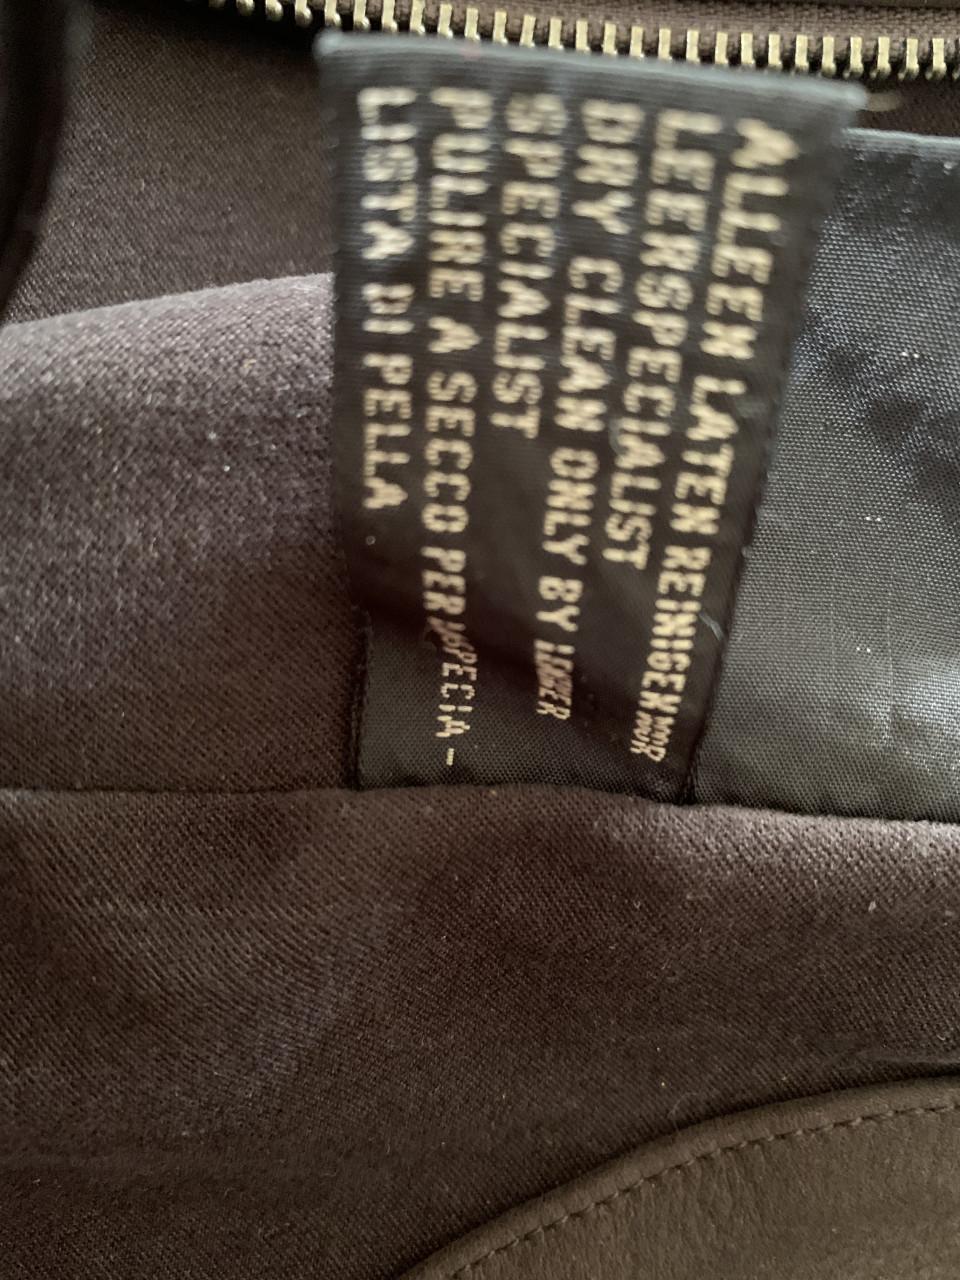 ALLEEN LATEN REINIGEN DOOR
LEERSPECIALIST
DRY CLEAN ONLY BY LEATHER
SPECIALIST
PULIRE A SECCO PER SPECIA-
LISTA DI PELLA